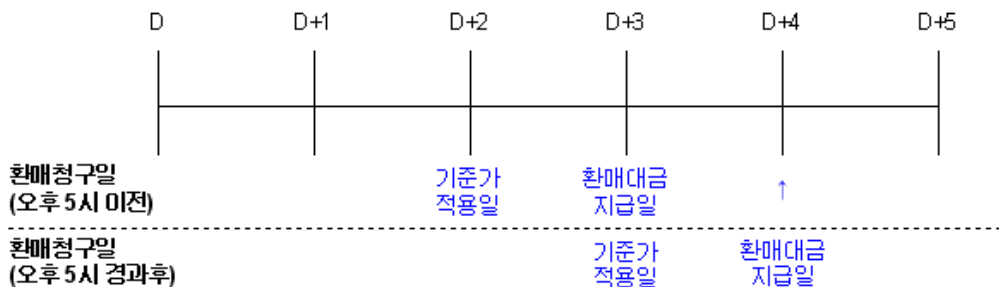 D D+1 D+2 D+3 D+4 D+5
환매청구일 기준가 환매대금 ↑
(오후 5시 이전) 적용일 지급일
환매청구일 기준가 환매대금
(오후 5시 경과후) 적용일 지급일